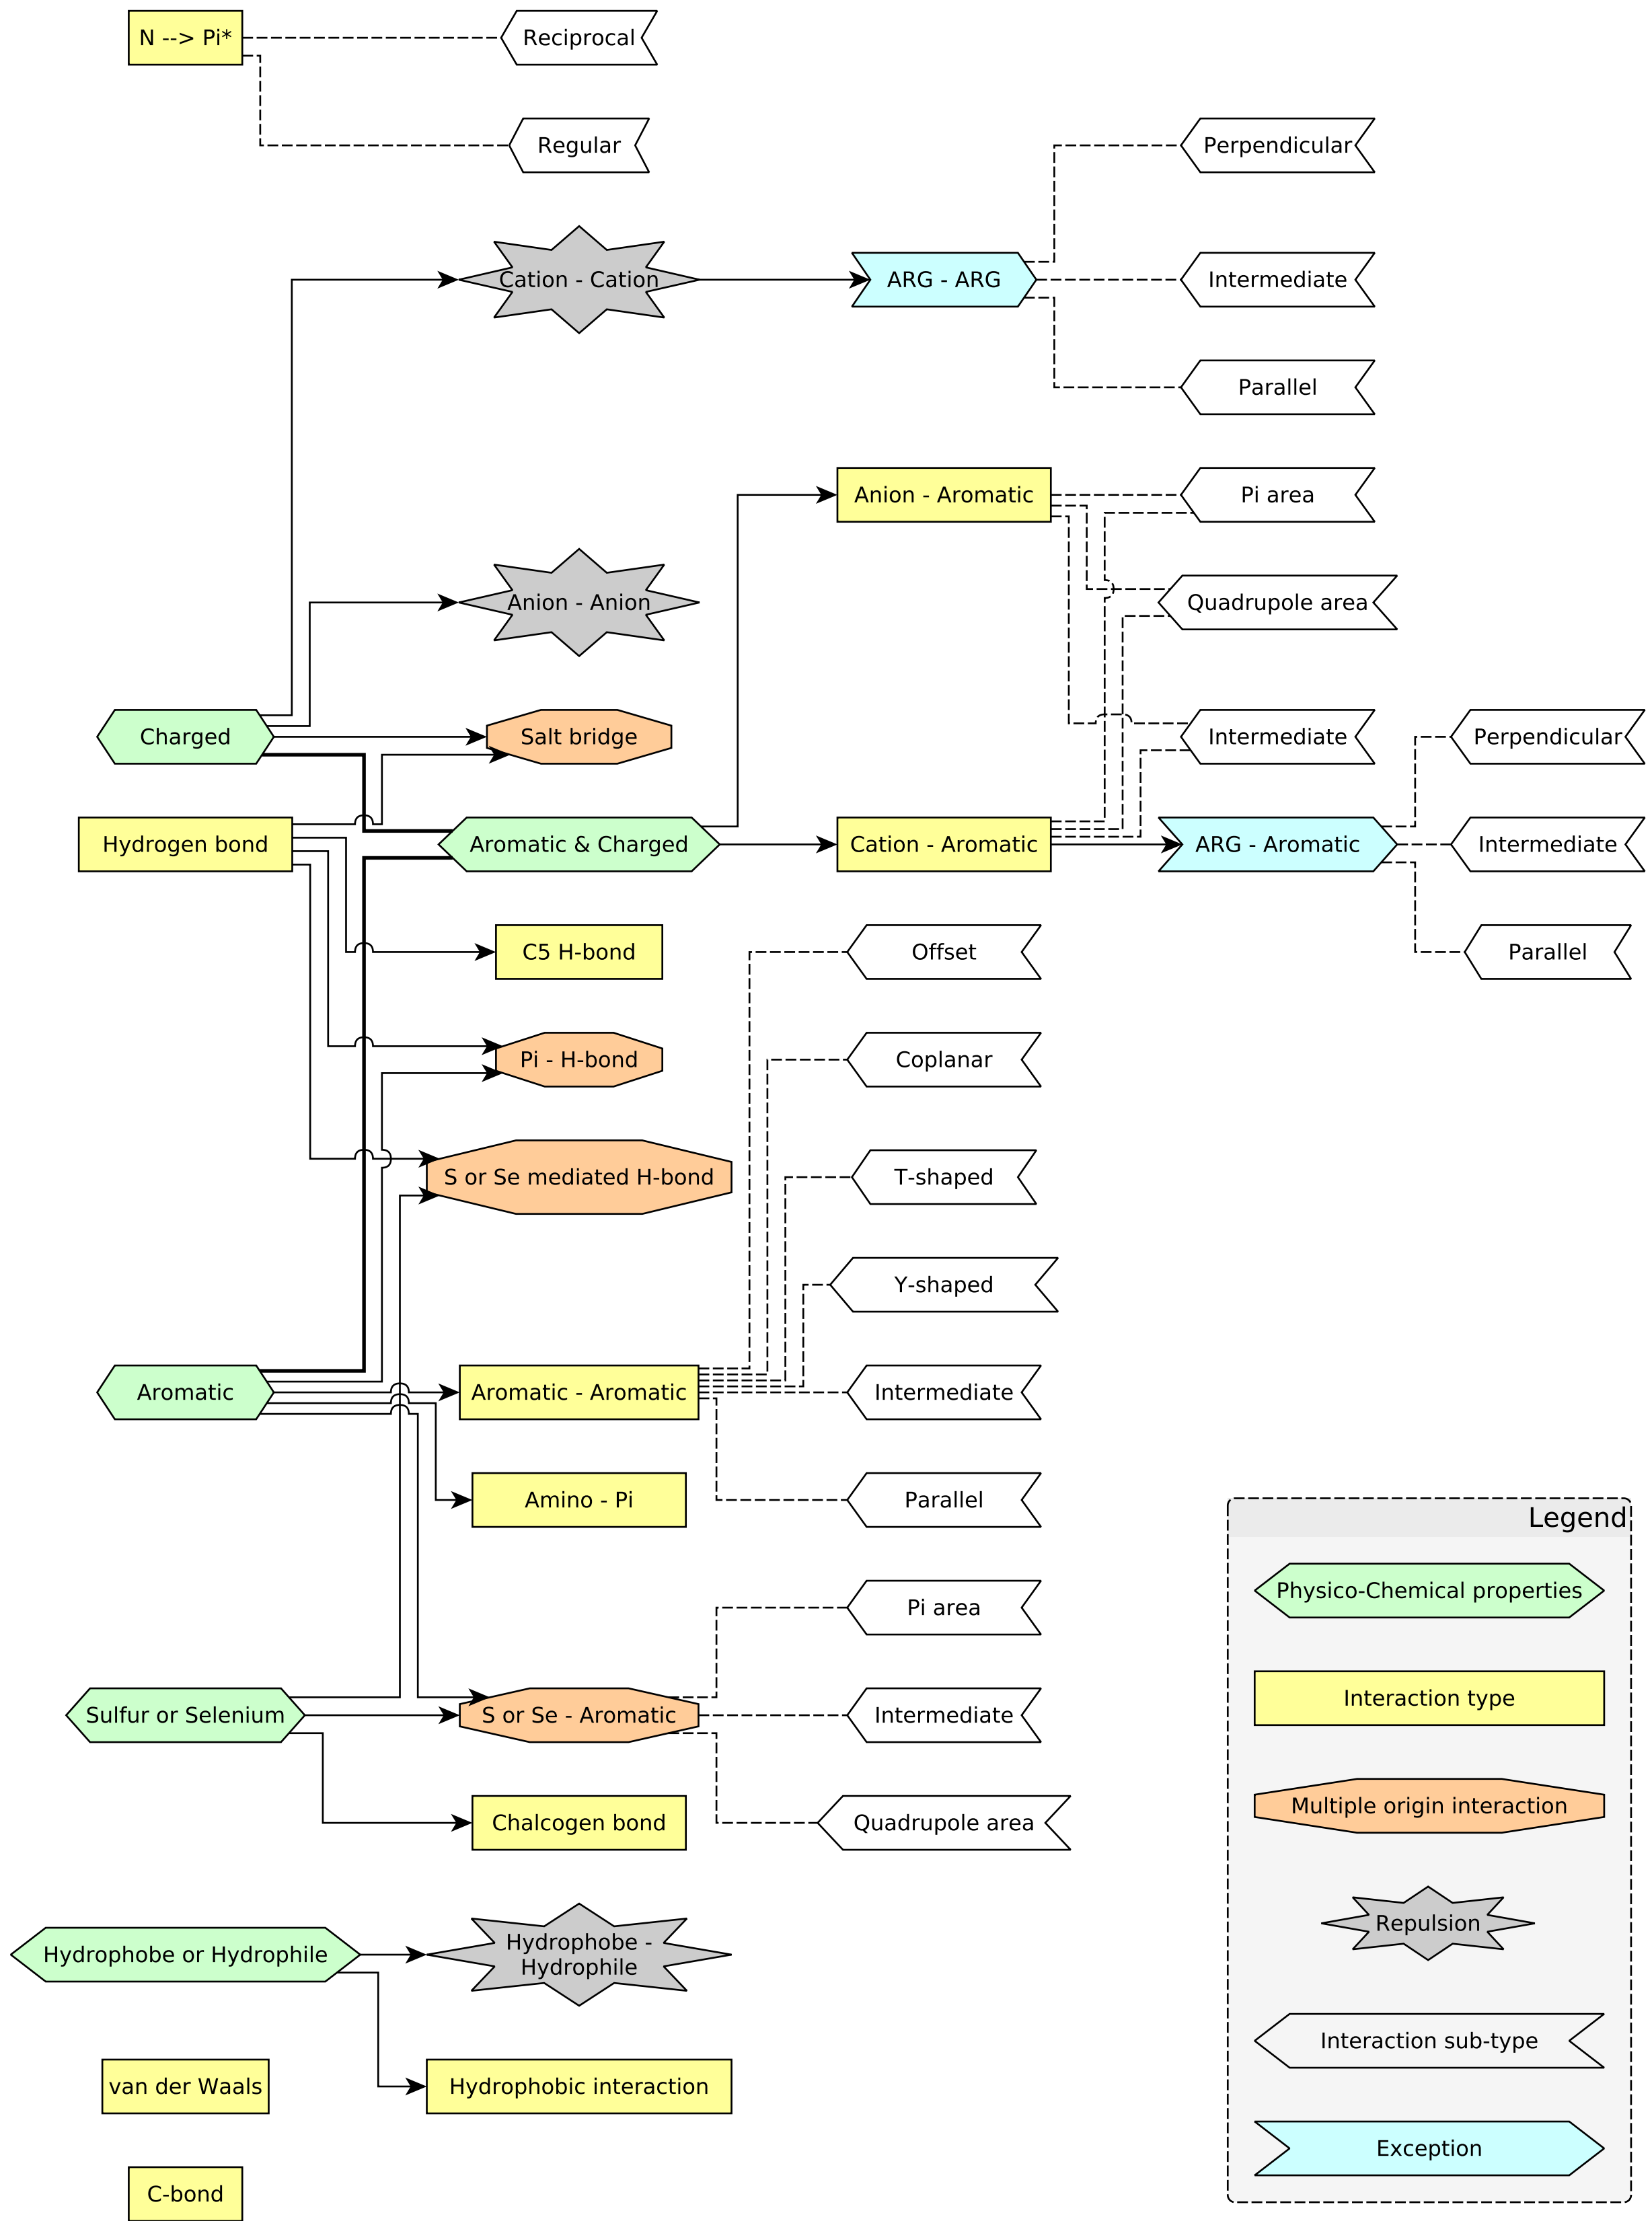 N --> Pi*
Reciprocal
Regular
Perpendicular
Cation - Cation
ARG - ARG
Intermediate
Parallel
Anion - Aromatic
Pi area
Anion - Anion
Quadrupole area
Charged
Salt bridge
Intermediate
Perpendicular
Hydrogen bond
Aromatic & Charged
Cation - Aromatic
ARG - Aromatic
Intermediate
C5 H-bond
Offset
Parallel
Pi - H-bond
Coplanar
S or Se mediated H-bond
T-shaped
Y-shaped
Aromatic
Aromatic - Aromatic
Intermediate
Amino - Pi
Parallel
Pi area
Sulfur or Selenium
S or Se - Aromatic
Intermediate
Chalcogen bond
Quadrupole area
Hydrophobe or Hydrophile
Hydrophobe -
Hydrophile
van der Waals
Hydrophobic interaction
C-bond
Legend
Physico-Chemical properties
Interaction type
Multiple origin interaction
Repulsion
Interaction sub-type
Exception